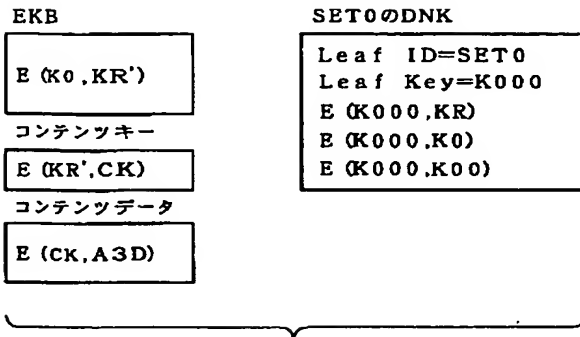 EKB
E(K0,KR')
コンテンツキー
E(KR',CK)
コンテンツデータ
E(CK,A3D)
SET0のDNK
Leaf ID=SET0
Leaf Key=K000
E(K000,KR)
E(K000,K0)
E(K000,K00)